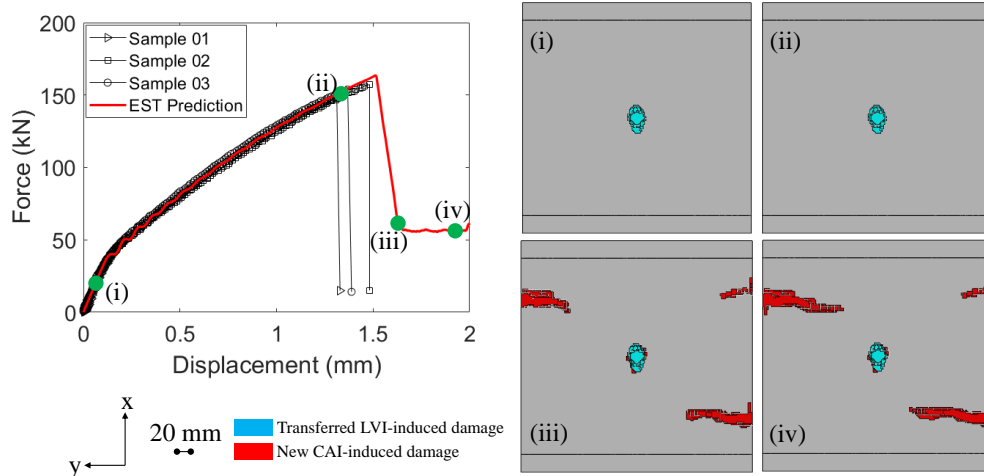 200
150
100
50
0
Force (kN)
Sample 01
Sample 02
Sample 03
EST Prediction
(i)
(ii)
(iii)
(iv)
0
0.5
1
1.5
2
Displacement (mm)
x
y
20 mm
Transferred LVI-induced damage
New CAI-induced damage
(i)
(ii)
(iii)
(iv)